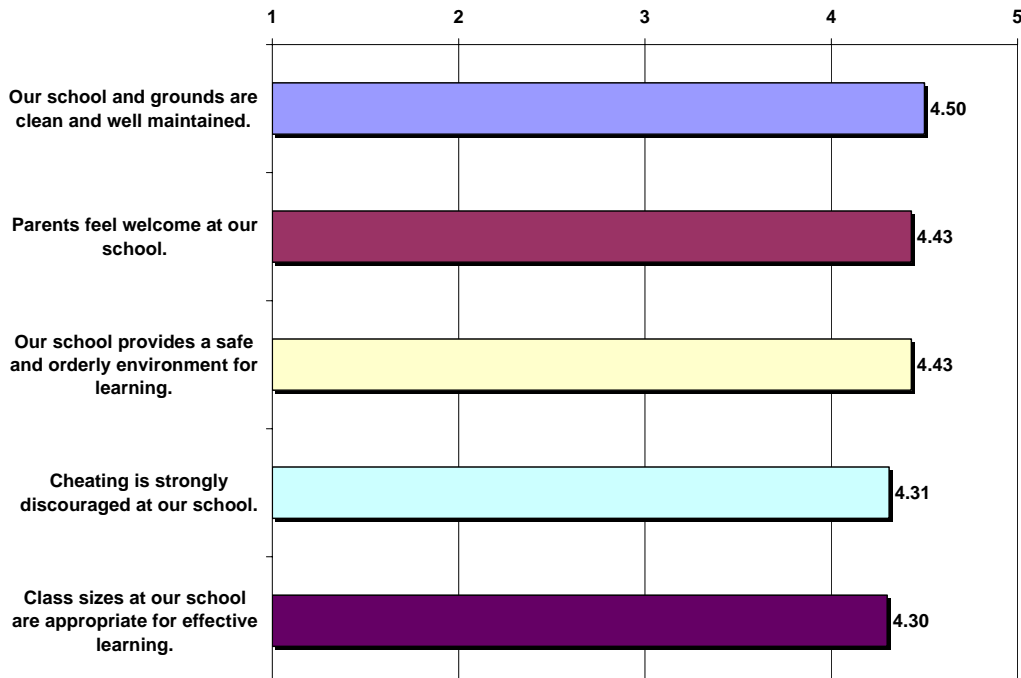 1 2 3 4 5
Our school and grounds are
clean and well maintained.
4.50
Parents feel welcome at our
school.
4.43
Our school provides a safe
and orderly environment for
learning.
4.43
Cheating is strongly
discouraged at our school.
4.31
Class sizes at our school
are appropriate for effective
learning.
4.30